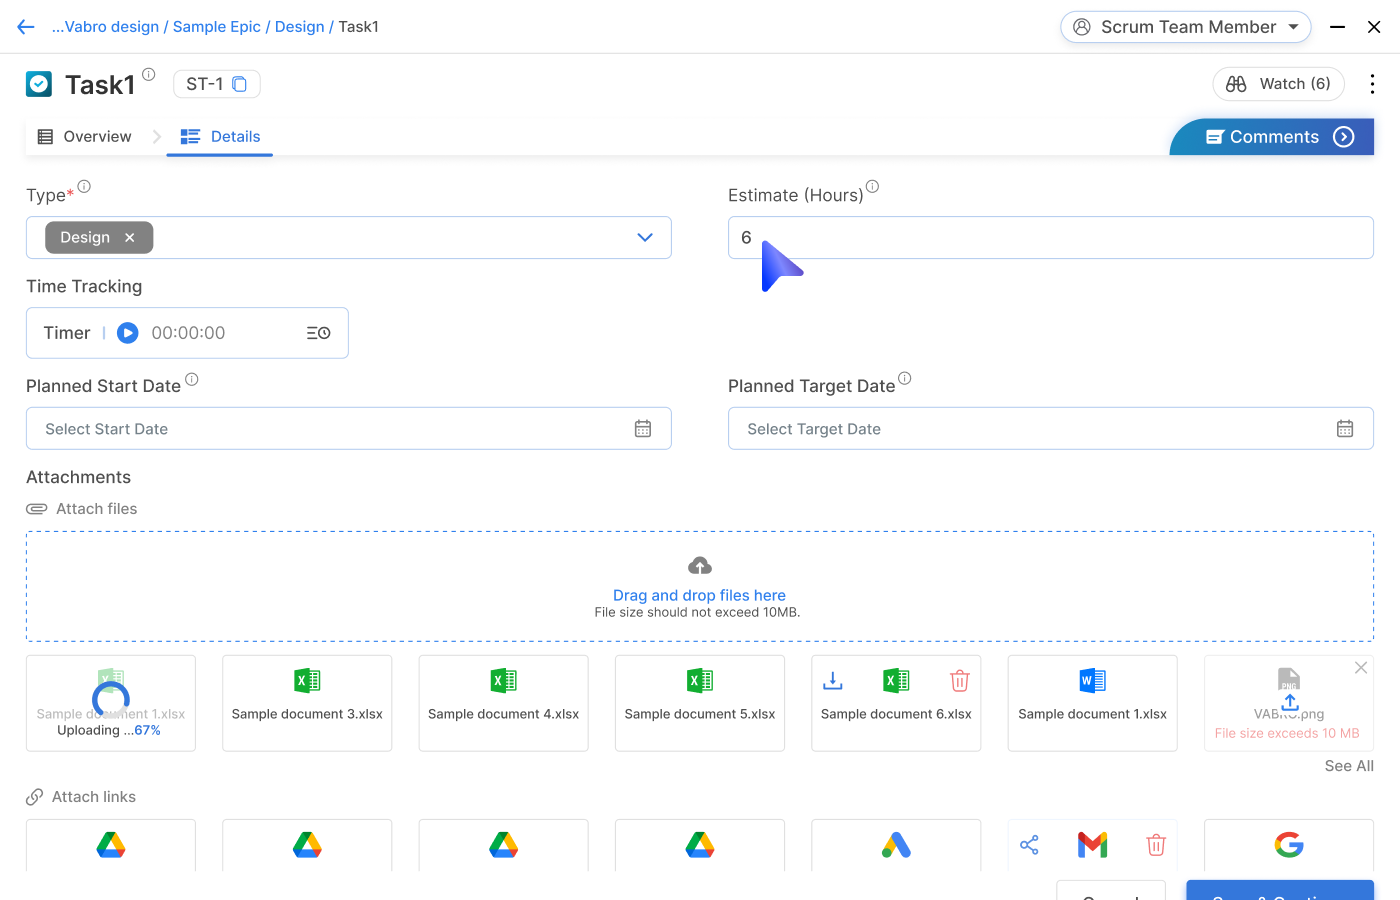 ...Vabro design / Sample Epic / Design / Task1
Scrum Team Member
Task1
ST-1
Watch (6)
Overview
Details
Comments
Type*
Estimate (Hours)
Design
6
Time Tracking
Timer
00:00:00
Planned Start Date
Planned Target Date
Select Start Date
Select Target Date
Attachments
Attach files
Drag and drop files here
File size should not exceed 10MB.
Sample document 1.xlsx
Uploading ...67%
Sample document 3.xlsx
Sample document 4.xlsx
Sample document 5.xlsx
Sample document 6.xlsx
Sample document 1.xlsx
PNG
VABRO.png
File size exceeds 10 MB
See All
Attach links